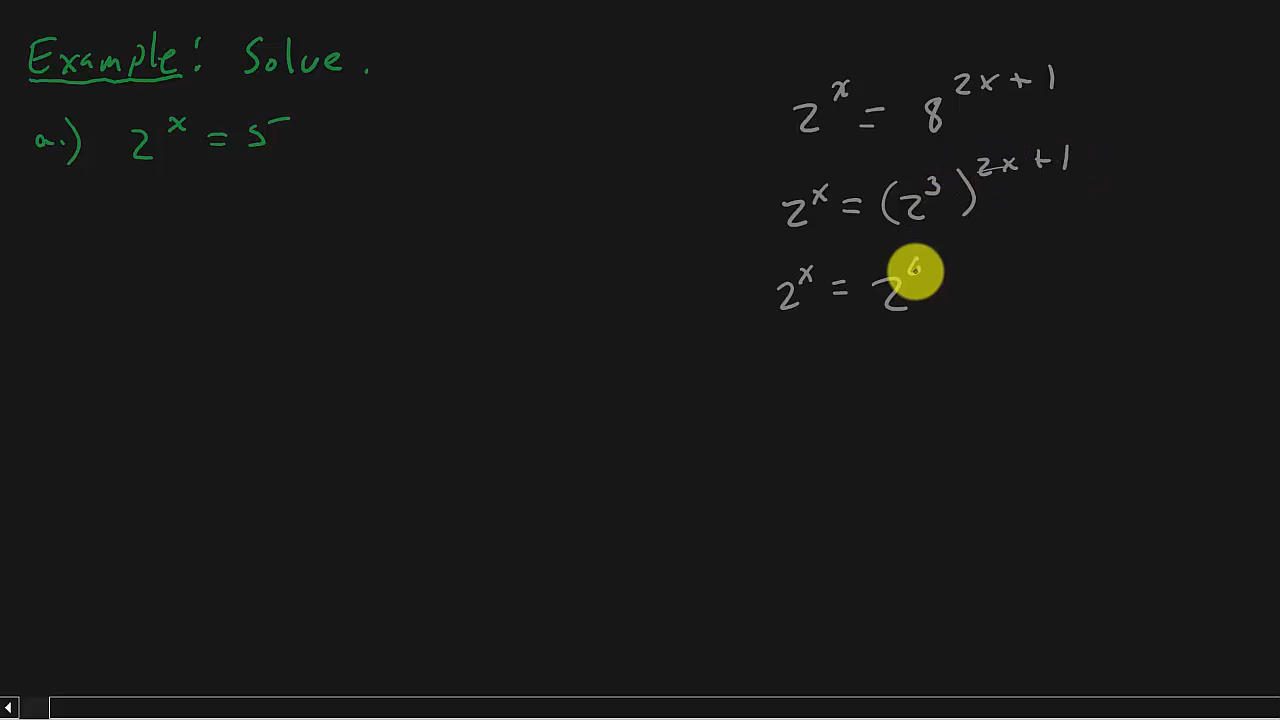 Example: Solve.
a.) 2^x = 5
2^x = 8^{2x+1}
2^x = (2^3)^{2x+1}
2^x = 2^6